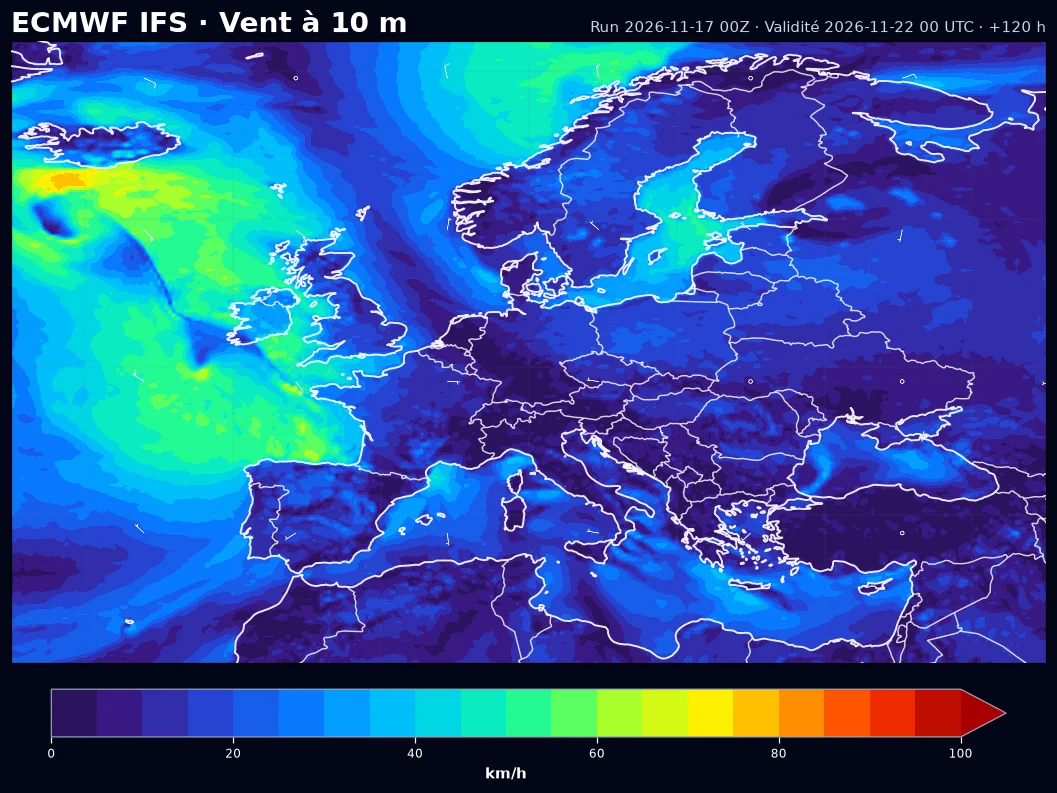 ECMWF IFS · Vent à 10 m
Run 2026-11-17 00Z · Validité 2026-11-22 00 UTC · +120 h
0 20 40 60 80 100
km/h